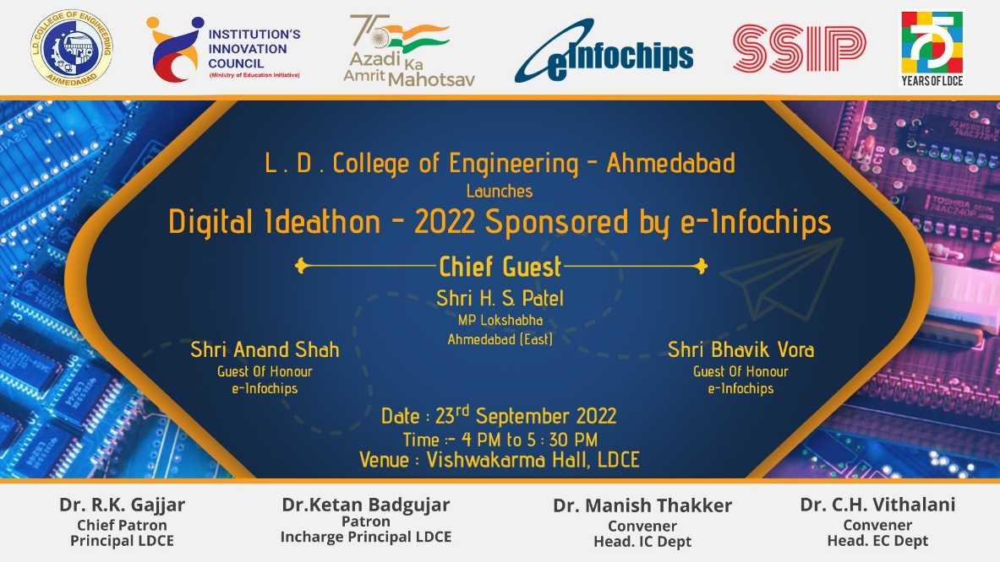 L.D. COLLEGE OF ENGINEERING
AHMEDABAD
INSTITUTION'S
INNOVATION
COUNCIL
(Ministry of Education Initiative)
75
Azadi Ka
Amrit Mahotsav
eInfochips
SSIP
75
YEARS OF LDCE
L . D . College of Engineering - Ahmedabad
Launches
Digital Ideathon - 2022 Sponsored by e-Infochips
Chief Guest
Shri H. S. Patel
MP Lokshabha
Ahmedabad (East)
Shri Anand Shah
Guest Of Honour
e-Infochips
Shri Bhavik Vora
Guest Of Honour
e-Infochips
Date : 23rd September 2022
Time :- 4 PM to 5 : 30 PM
Venue : Vishwakarma Hall, LDCE
Dr. R.K. Gajjar
Chief Patron
Principal LDCE
Dr.Ketan Badgujar
Patron
Incharge Principal LDCE
Dr. Manish Thakker
Convener
Head. IC Dept
Dr. C.H. Vithalani
Convener
Head. EC Dept
C18
TOSHIBA
74AC240P